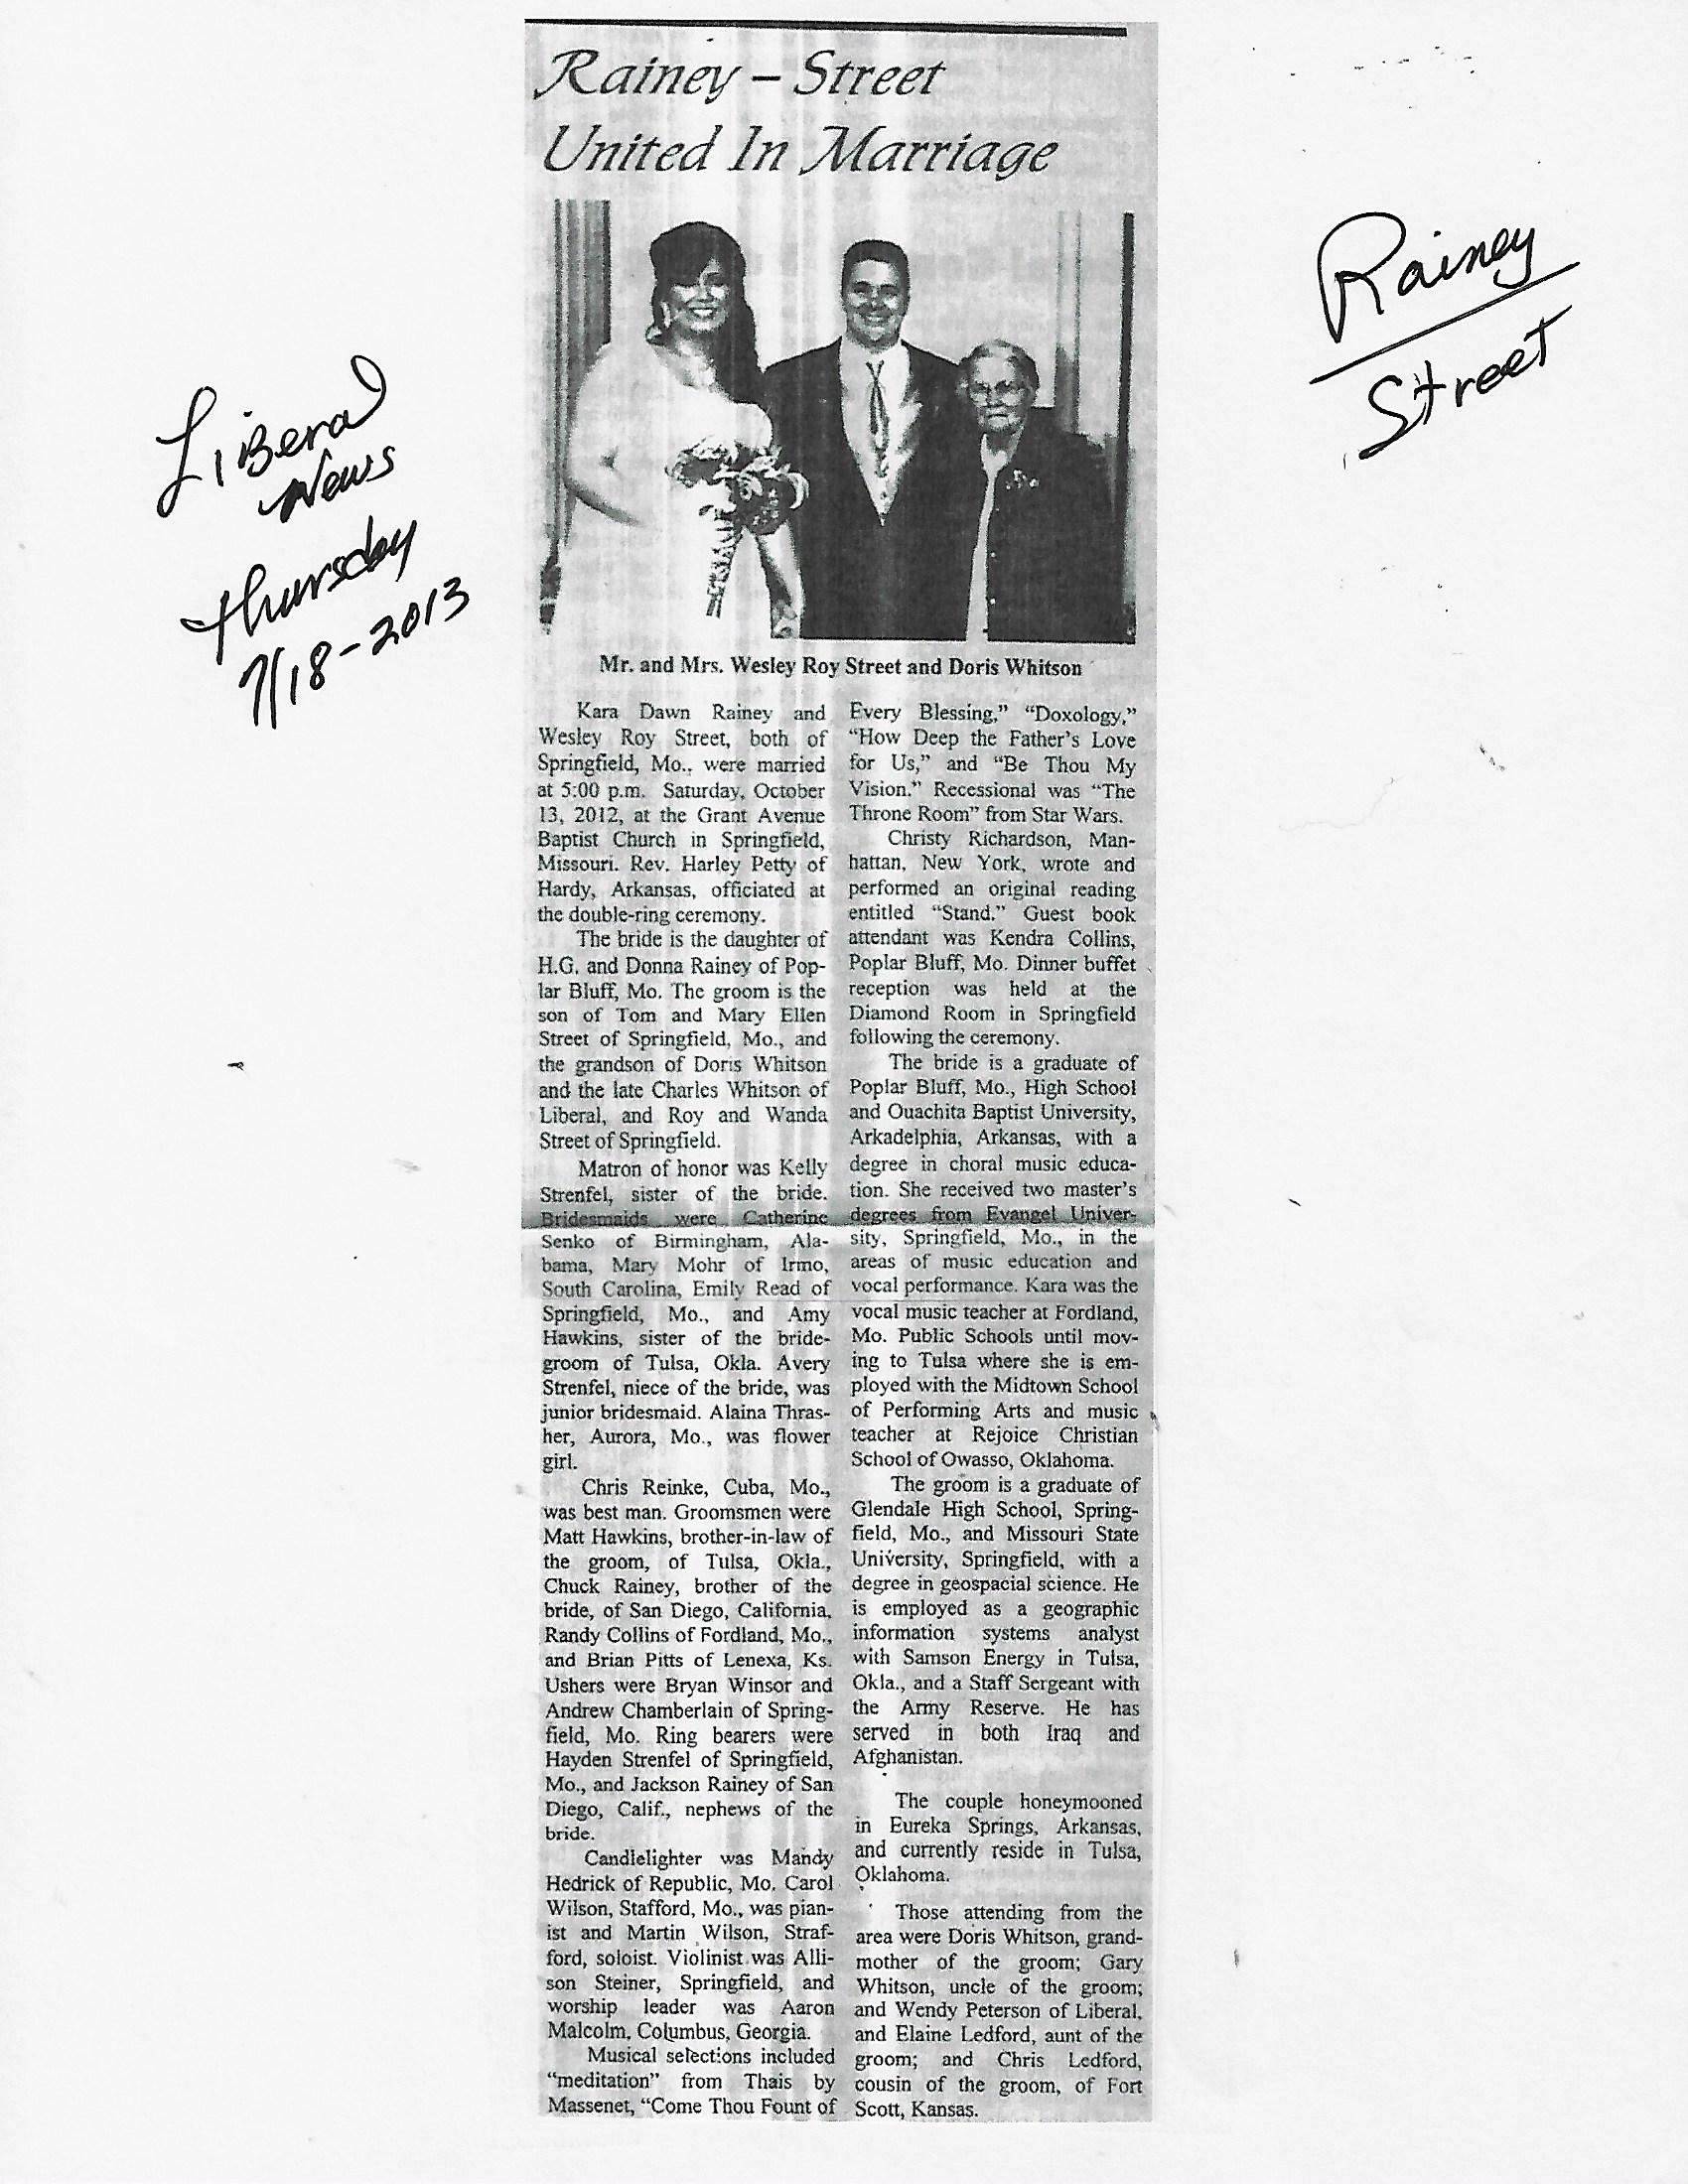 Rainey – Street
United In Marriage
Rainey
Street
Liberal
News
Thursday
7/18-2013
Mr. and Mrs. Wesley Roy Street and Doris Whitson
Kara Dawn Rainey and
Wesley Roy Street, both of
Springfield, Mo., were married
at 5:00 p.m. Saturday, October
13, 2012, at the Grant Avenue
Baptist Church in Springfield,
Missouri. Rev. Harley Petty of
Hardy, Arkansas, officiated at
the double-ring ceremony.
The bride is the daughter of
H.G. and Donna Rainey of Pop-
lar Bluff, Mo. The groom is the
son of Tom and Mary Ellen
Street of Springfield, Mo., and
the grandson of Doris Whitson
and the late Charles Whitson of
Liberal, and Roy and Wanda
Street of Springfield.
Matron of honor was Kelly
Strenfel, sister of the bride.
Bridesmaids were Catherine
Senko of Birmingham, Ala-
bama, Mary Mohr of Irmo,
South Carolina, Emily Read of
Springfield, Mo., and Amy
Hawkins, sister of the bride-
groom of Tulsa, Okla. Avery
Strenfel, niece of the bride, was
junior bridesmaid. Alaina Thras-
her, Aurora, Mo., was flower
girl.
Chris Reinke, Cuba, Mo.,
was best man. Groomsmen were
Matt Hawkins, brother-in-law of
the groom, of Tulsa, Okla.,
Chuck Rainey, brother of the
bride, of San Diego, California,
Randy Collins of Fordland, Mo.,
and Brian Pitts of Lenexa, Ks.
Ushers were Bryan Winsor and
Andrew Chamberlain of Spring-
field, Mo. Ring bearers were
Hayden Strenfel of Springfield,
Mo., and Jackson Rainey of San
Diego, Calif., nephews of the
bride.
Candlelighter was Mandy
Hedrick of Republic, Mo. Carol
Wilson, Stafford, Mo., was pian-
ist and Martin Wilson, Straf-
ford, soloist. Violinist was Alli-
son Steiner, Springfield, and
worship leader was Aaron
Malcolm, Columbus, Georgia.
Musical selections included
“meditation” from Thais by
Massenet, “Come Thou Fount of
Every Blessing,” “Doxology,”
“How Deep the Father’s Love
for Us,” and “Be Thou My
Vision.” Recessional was “The
Throne Room” from Star Wars.
Christy Richardson, Man-
hattan, New York, wrote and
performed an original reading
entitled “Stand.” Guest book
attendant was Kendra Collins,
Poplar Bluff, Mo. Dinner buffet
reception was held at the
Diamond Room in Springfield
following the ceremony.
The bride is a graduate of
Poplar Bluff, Mo., High School
and Ouachita Baptist University,
Arkadelphia, Arkansas, with a
degree in choral music educa-
tion. She received two master’s
degrees from Evangel Univer-
sity, Springfield, Mo., in the
areas of music education and
vocal performance. Kara was the
vocal music teacher at Fordland,
Mo. Public Schools until mov-
ing to Tulsa where she is em-
ployed with the Midtown School
of Performing Arts and music
teacher at Rejoice Christian
School of Owasso, Oklahoma.
The groom is a graduate of
Glendale High School, Spring-
field, Mo., and Missouri State
University, Springfield, with a
degree in geospacial science. He
is employed as a geographic
information systems analyst
with Samson Energy in Tulsa,
Okla., and a Staff Sergeant with
the Army Reserve. He has
served in both Iraq and
Afghanistan.
The couple honeymooned
in Eureka Springs, Arkansas,
and currently reside in Tulsa,
Oklahoma.
Those attending from the
area were Doris Whitson, grand-
mother of the groom; Gary
Whitson, uncle of the groom;
and Wendy Peterson of Liberal,
and Elaine Ledford, aunt of the
groom; and Chris Ledford,
cousin of the groom, of Fort
Scott, Kansas.